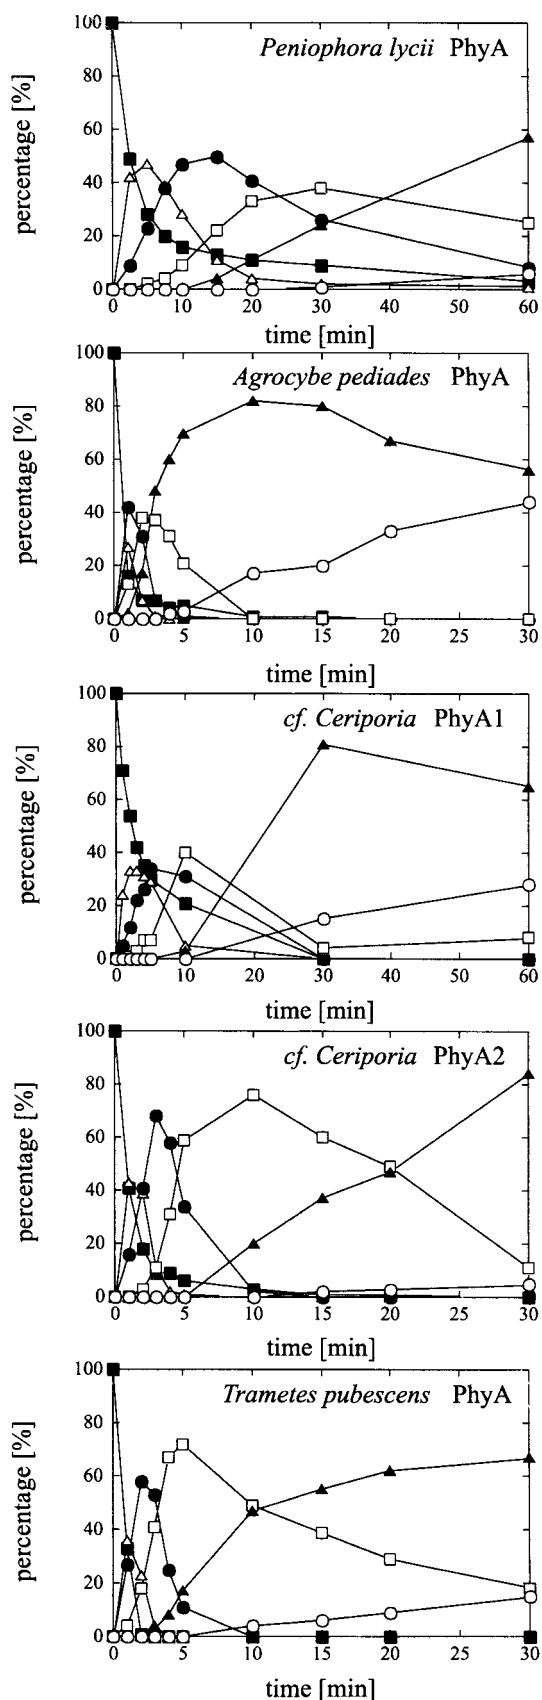 100
Peniophora lycii PhyA
80
60
40
20
0
percentage [%]
0 10 20 30 40 50 60
time [min]
100
Agrocybe pediades PhyA
80
60
40
20
0
percentage [%]
0 5 10 15 20 25 30
time [min]
100
cf. Ceriporia PhyA1
80
60
40
20
0
percentage [%]
0 10 20 30 40 50 60
time [min]
100
cf. Ceriporia PhyA2
80
60
40
20
0
percentage [%]
0 5 10 15 20 25 30
time [min]
100
Trametes pubescens PhyA
80
60
40
20
0
percentage [%]
0 5 10 15 20 25 30
time [min]